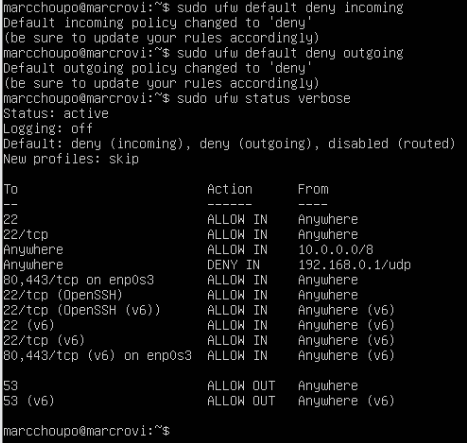 marcchoupo@marcrovi:~$ sudo ufw default deny incoming
Default incoming policy changed to 'deny'
(be sure to update your rules accordingly)
marcchoupo@marcrovi:~$ sudo ufw default deny outgoing
Default outgoing policy changed to 'deny'
(be sure to update your rules accordingly)
marcchoupo@marcrovi:~$ sudo ufw status verbose
Status: active
Logging: off
Default: deny (incoming), deny (outgoing), disabled (routed)
New profiles: skip
To Action From
-- ------ ----
22 ALLOW IN Anywhere
22/tcp ALLOW IN Anywhere
Anywhere ALLOW IN 10.0.0.0/8
Anywhere DENY IN 192.168.0.1/udp
80,443/tcp on enp0s3 ALLOW IN Anywhere
22/tcp (OpenSSH) ALLOW IN Anywhere
22/tcp (OpenSSH (v6)) ALLOW IN Anywhere (v6)
22 (v6) ALLOW IN Anywhere (v6)
22/tcp (v6) ALLOW IN Anywhere (v6)
80,443/tcp (v6) on enp0s3 ALLOW IN Anywhere (v6)
53 ALLOW OUT Anywhere
53 (v6) ALLOW OUT Anywhere (v6)
marcchoupo@marcrovi:~$